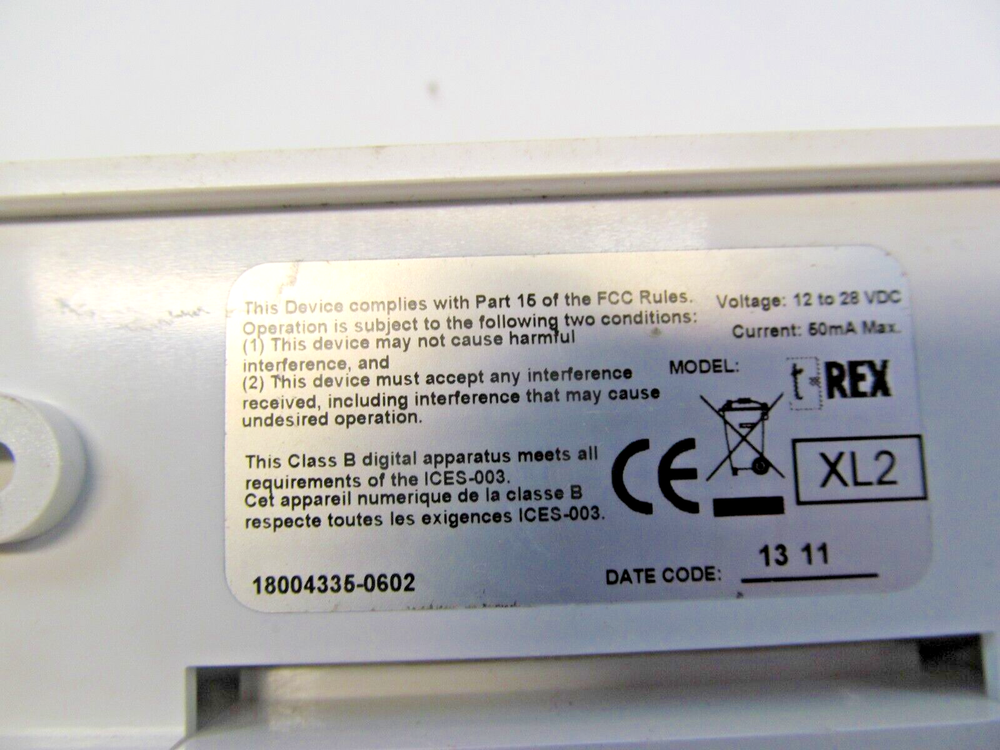 This Device complies with Part 15 of the FCC Rules.
Operation is subject to the following two conditions:
(1) This device may not cause harmful
interference, and
(2) This device must accept any interference
received, including interference that may cause
undesired operation.
This Class B digital apparatus meets all
requirements of the ICES-003.
Cet appareil numerique de la classe B
respecte toutes les exigences ICES-003.
18004335-0602
Voltage: 12 to 28 VDC
Current: 50mA Max.
MODEL: t-REX
CE
XL2
DATE CODE: 13 11